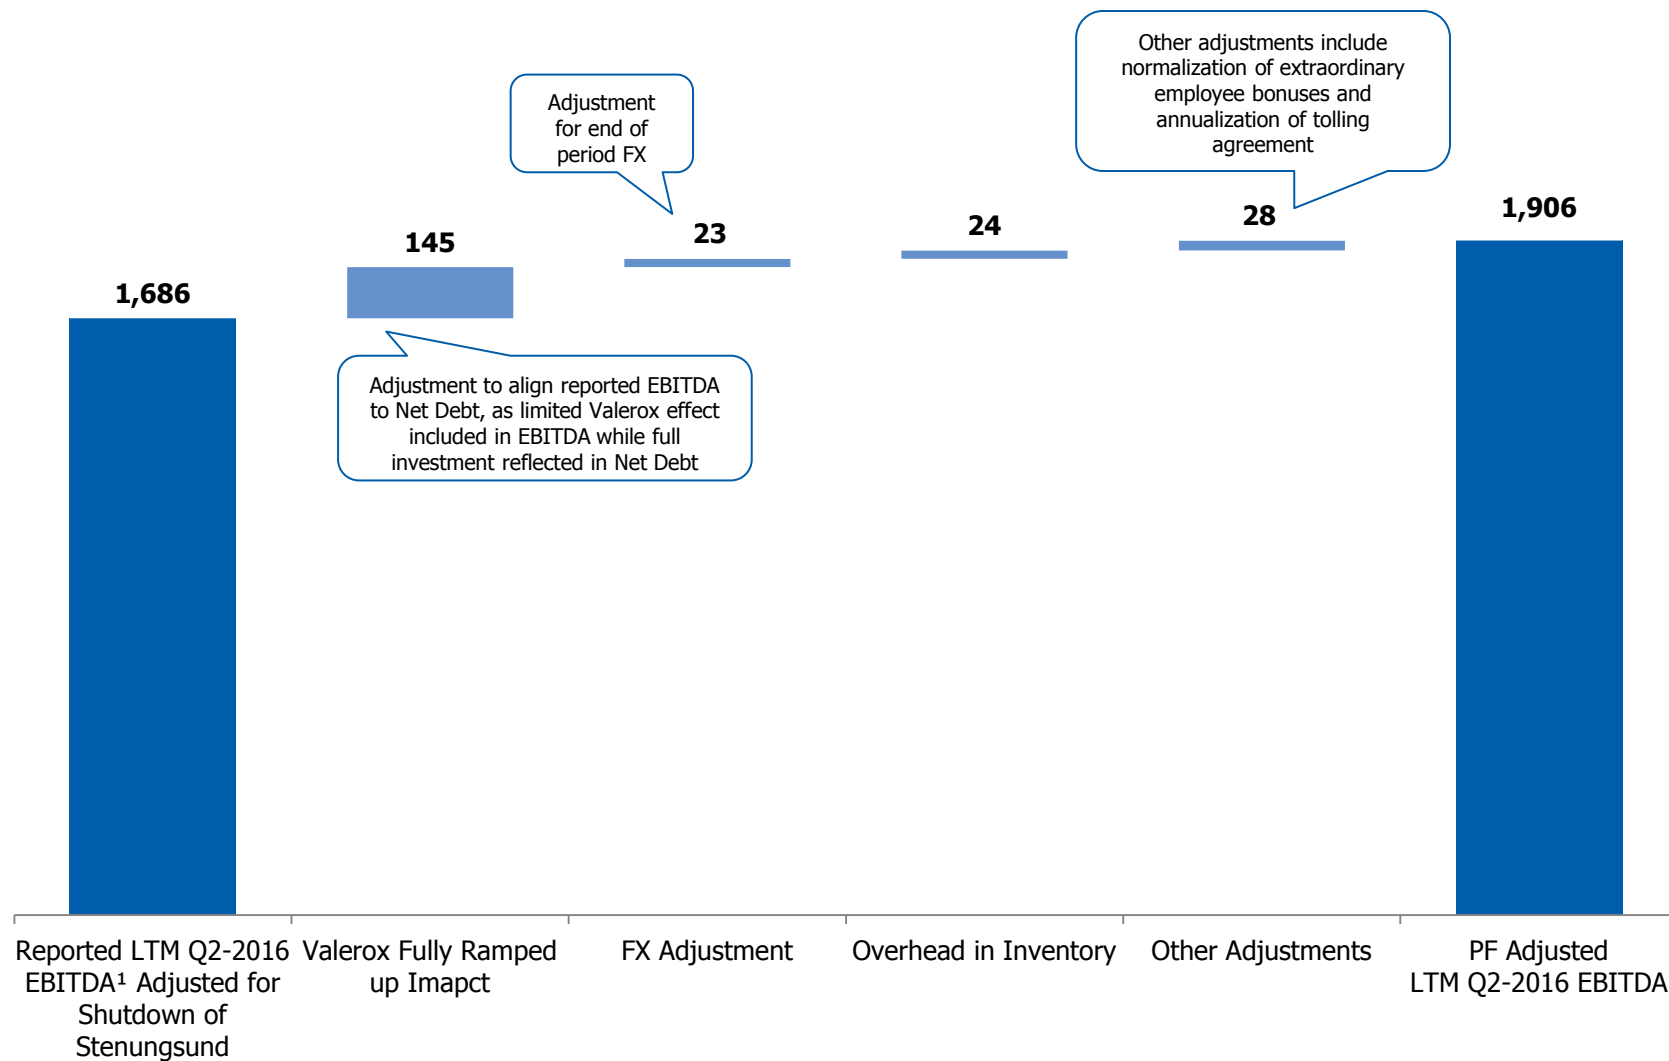 Other adjustments include
normalization of extraordinary
employee bonuses and
annualization of tolling
agreement
Adjustment
for end of
period FX
1,686
145
23
24
28
1,906
Adjustment to align reported EBITDA
to Net Debt, as limited Valerox effect
included in EBITDA while full
investment reflected in Net Debt
Reported LTM Q2-2016
EBITDA¹ Adjusted for
Shutdown of
Stenungsund
Valerox Fully Ramped
up Imapct
FX Adjustment
Overhead in Inventory
Other Adjustments
PF Adjusted
LTM Q2-2016 EBITDA